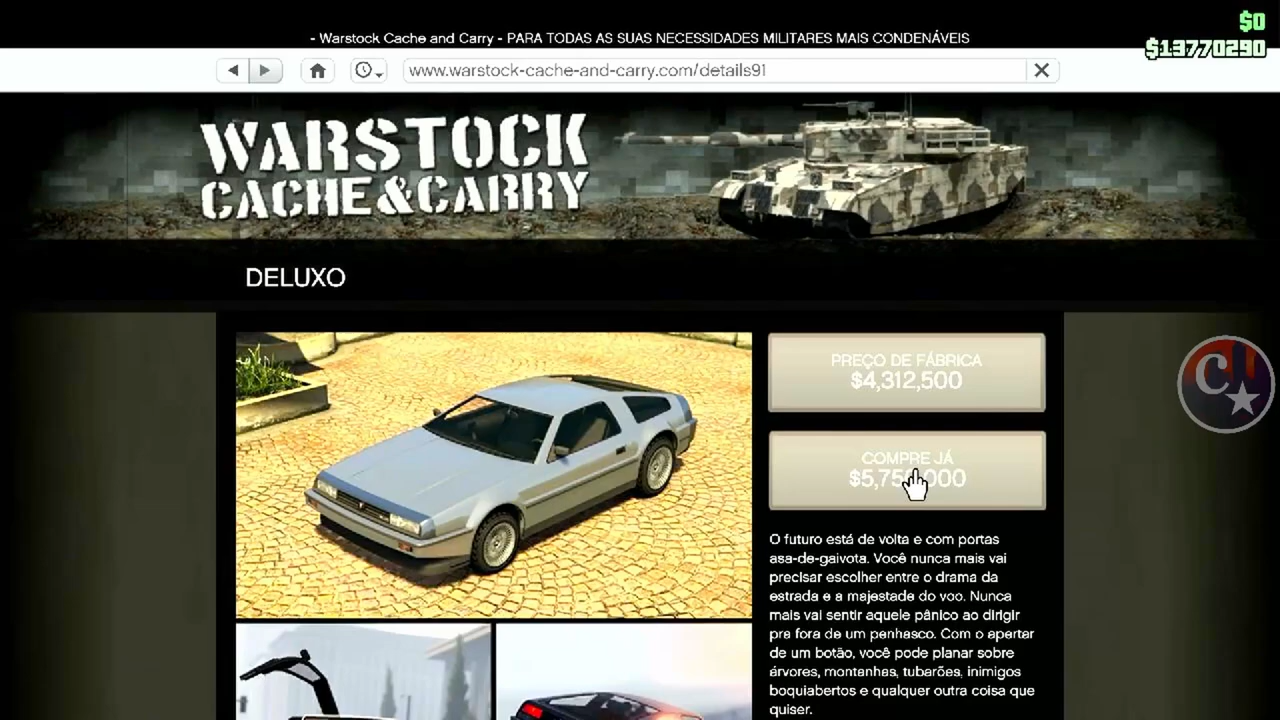 $0
- Warstock Cache and Carry - PARA TODAS AS SUAS NECESSIDADES MILITARES MAIS CONDENÁVEIS
$13770290
www.warstock-cache-and-carry.com/details91
WARSTOCK
CACHE&CARRY
DELUXO
PREÇO DE FÁBRICA
$4,312,500
COMPRE JÁ
O futuro está de volta e com portas
asa-de-gaivota. Você nunca mais vai
precisar escolher entre o drama da
estrada e a majestade do voo. Nunca
mais vai sentir aquele pânico ao dirigir
pra fora de um penhasco. Com o apertar
de um botão, você pode planar sobre
árvores, montanhas, tubarões, inimigos
boquiabertos e qualquer outra coisa que
quiser.
C